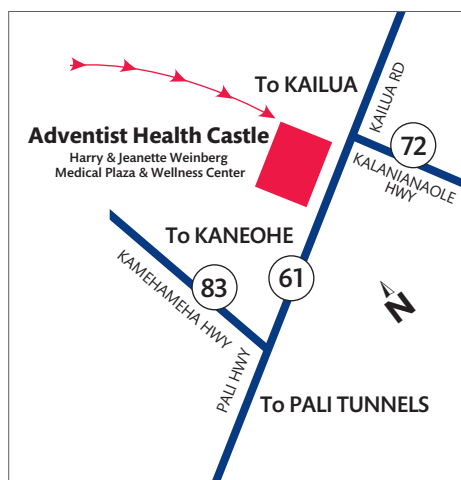 To KAILUA
KAILUA RD
Adventist Health Castle
Harry & Jeanette Weinberg
Medical Plaza & Wellness Center
72
KALANIANAOLE
HWY
To KANEOHE
KAMEHAMEHA HWY
83
61
N
PALI HWY
To PALI TUNNELS